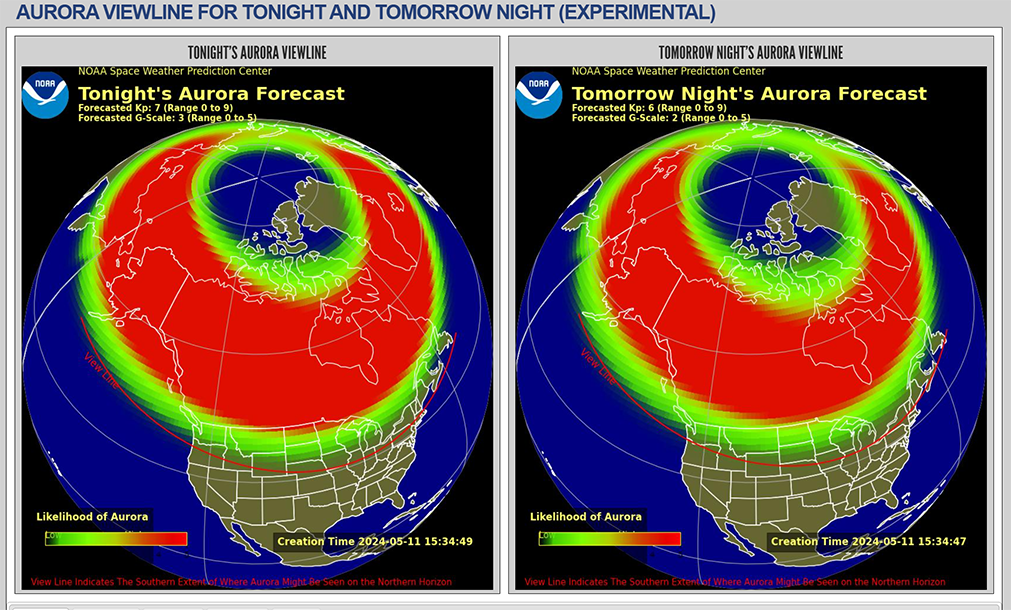 AURORA VIEWLINE FOR TONIGHT AND TOMORROW NIGHT (EXPERIMENTAL)
TONIGHT'S AURORA VIEWLINE
NOAA
NOAA Space Weather Prediction Center
Tonight's Aurora Forecast
Forecasted Kp: 7 (Range 0 to 9)
Forecasted G-Scale: 3 (Range 0 to 5)
View Line
Likelihood of Aurora
Low
Creation Time 2024-05-11 15:34:49
View Line Indicates The Southern Extent of Where Aurora Might Be Seen on the Northern Horizon
TOMORROW NIGHT'S AURORA VIEWLINE
NOAA
NOAA Space Weather Prediction Center
Tomorrow Night's Aurora Forecast
Forecasted Kp: 6 (Range 0 to 9)
Forecasted G-Scale: 2 (Range 0 to 5)
View Line
Likelihood of Aurora
Low
Creation Time 2024-05-11 15:34:47
View Line Indicates The Southern Extent of Where Aurora Might Be Seen on the Northern Horizon